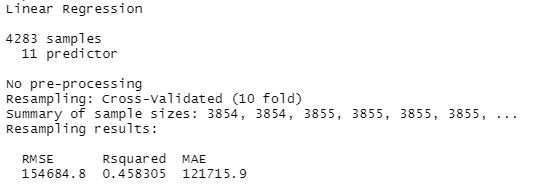 Linear Regression
4283 samples
11 predictor
No pre-processing
Resampling: Cross-Validated (10 fold)
Summary of sample sizes: 3854, 3854, 3855, 3855, 3855, 3855, ...
Resampling results:
RMSE Rsquared MAE
154684.8 0.458305 121715.9